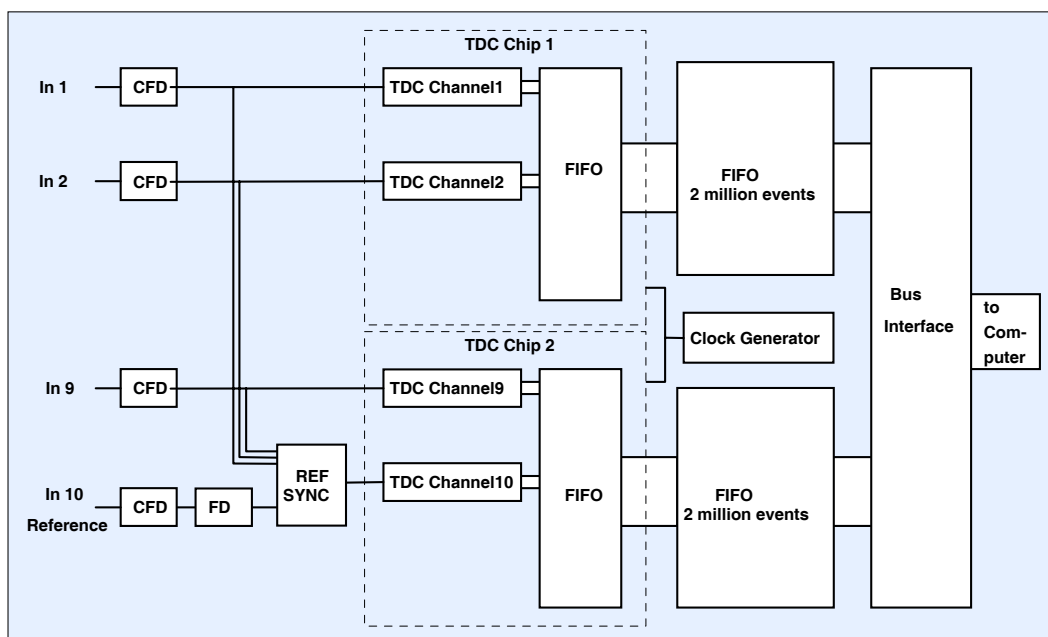 TDC Chip 1
In 1
CFD
TDC Channel1
In 2
CFD
TDC Channel2
FIFO
FIFO
2 million events
Bus
Interface
to
Com-
puter
Clock Generator
TDC Chip 2
In 9
CFD
TDC Channel9
REF
SYNC
TDC Channel10
In 10
Reference
CFD
FD
FIFO
FIFO
2 million events